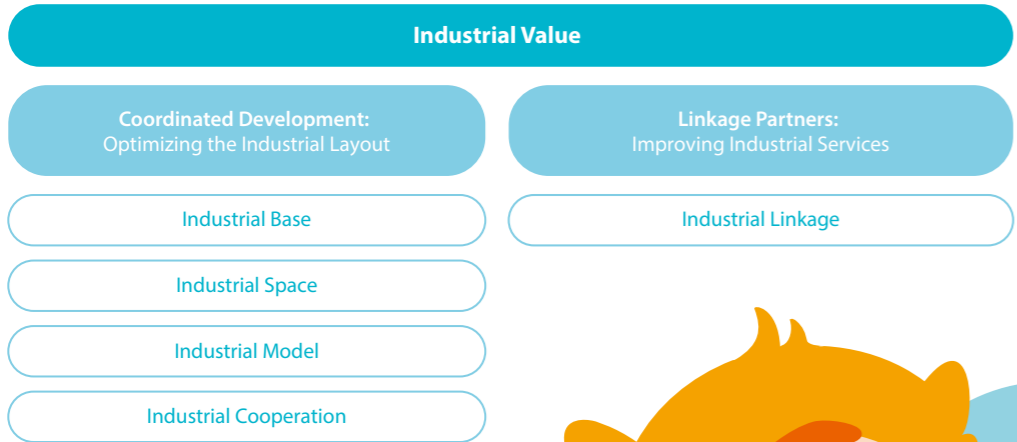 Industrial Value
Coordinated Development:
Optimizing the Industrial Layout
Industrial Base
Industrial Space
Industrial Model
Industrial Cooperation
Linkage Partners:
Improving Industrial Services
Industrial Linkage